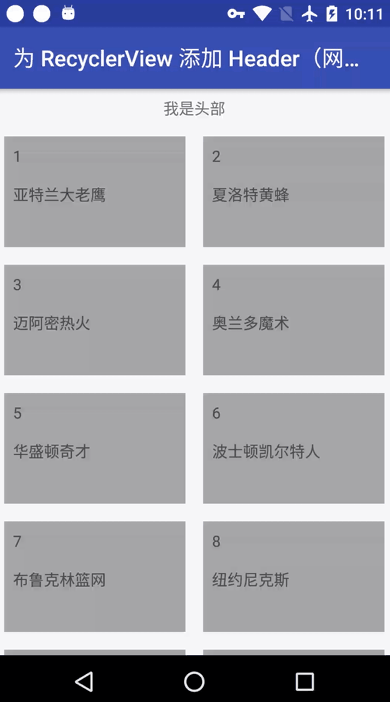 10:11
为 RecyclerView 添加 Header（网...
我是头部
1
亚特兰大老鹰
2
夏洛特黄蜂
3
迈阿密热火
4
奥兰多魔术
5
华盛顿奇才
6
波士顿凯尔特人
7
布鲁克林篮网
8
纽约尼克斯